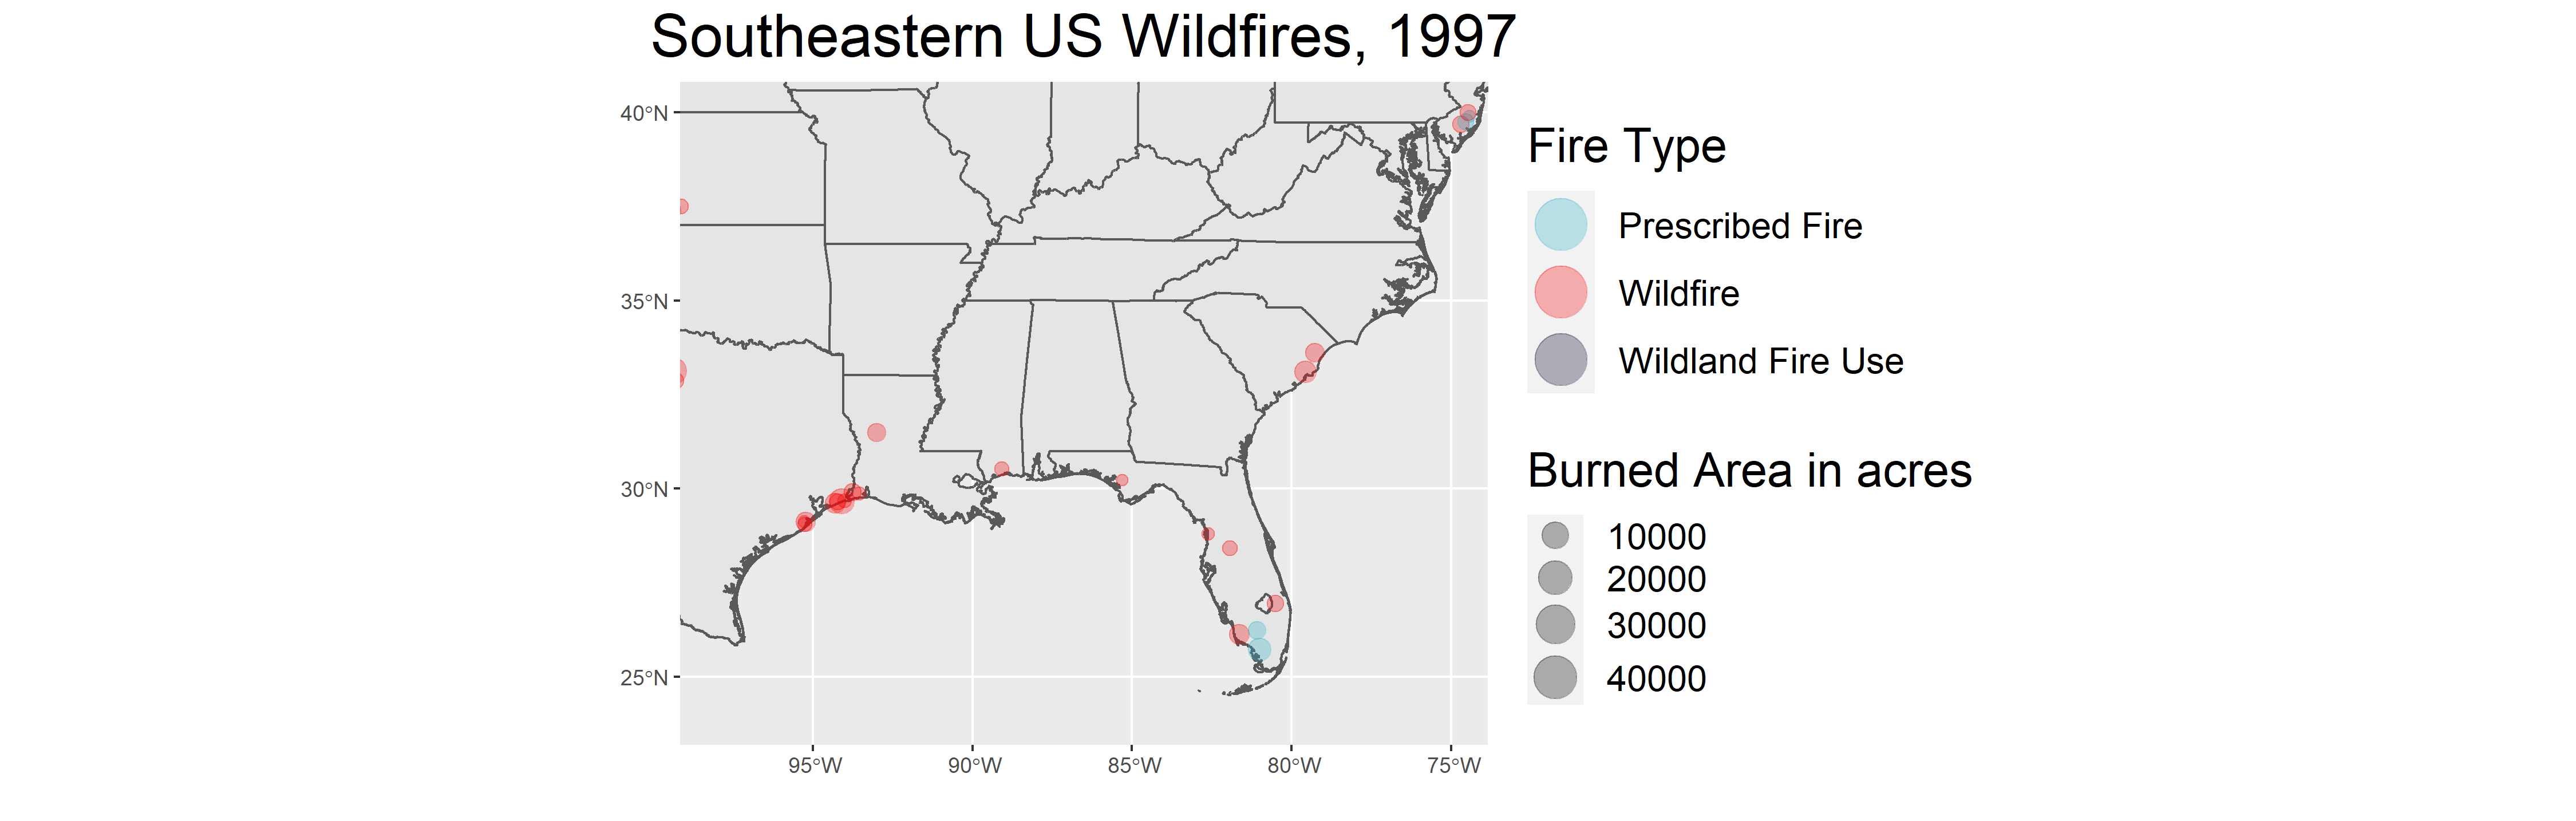 Southeastern US Wildfires, 1997
40°N
35°N
30°N
25°N
95°W
90°W
85°W
80°W
75°W
Fire Type
Prescribed Fire
Wildfire
Wildland Fire Use
Burned Area in acres
10000
20000
30000
40000